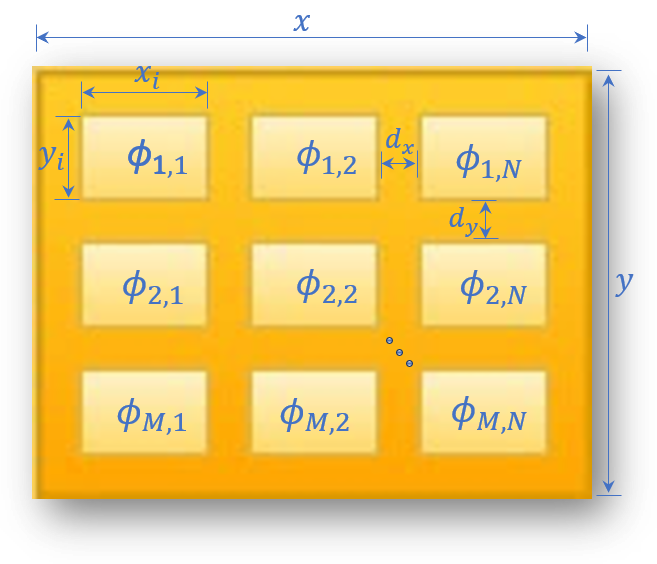 x
x_i
y_i
ϕ_{1,1} ϕ_{1,2} d_x ϕ_{1,N}
d_y
ϕ_{2,1} ϕ_{2,2} ϕ_{2,N} y
ϕ_{M,1} ϕ_{M,2} ϕ_{M,N}